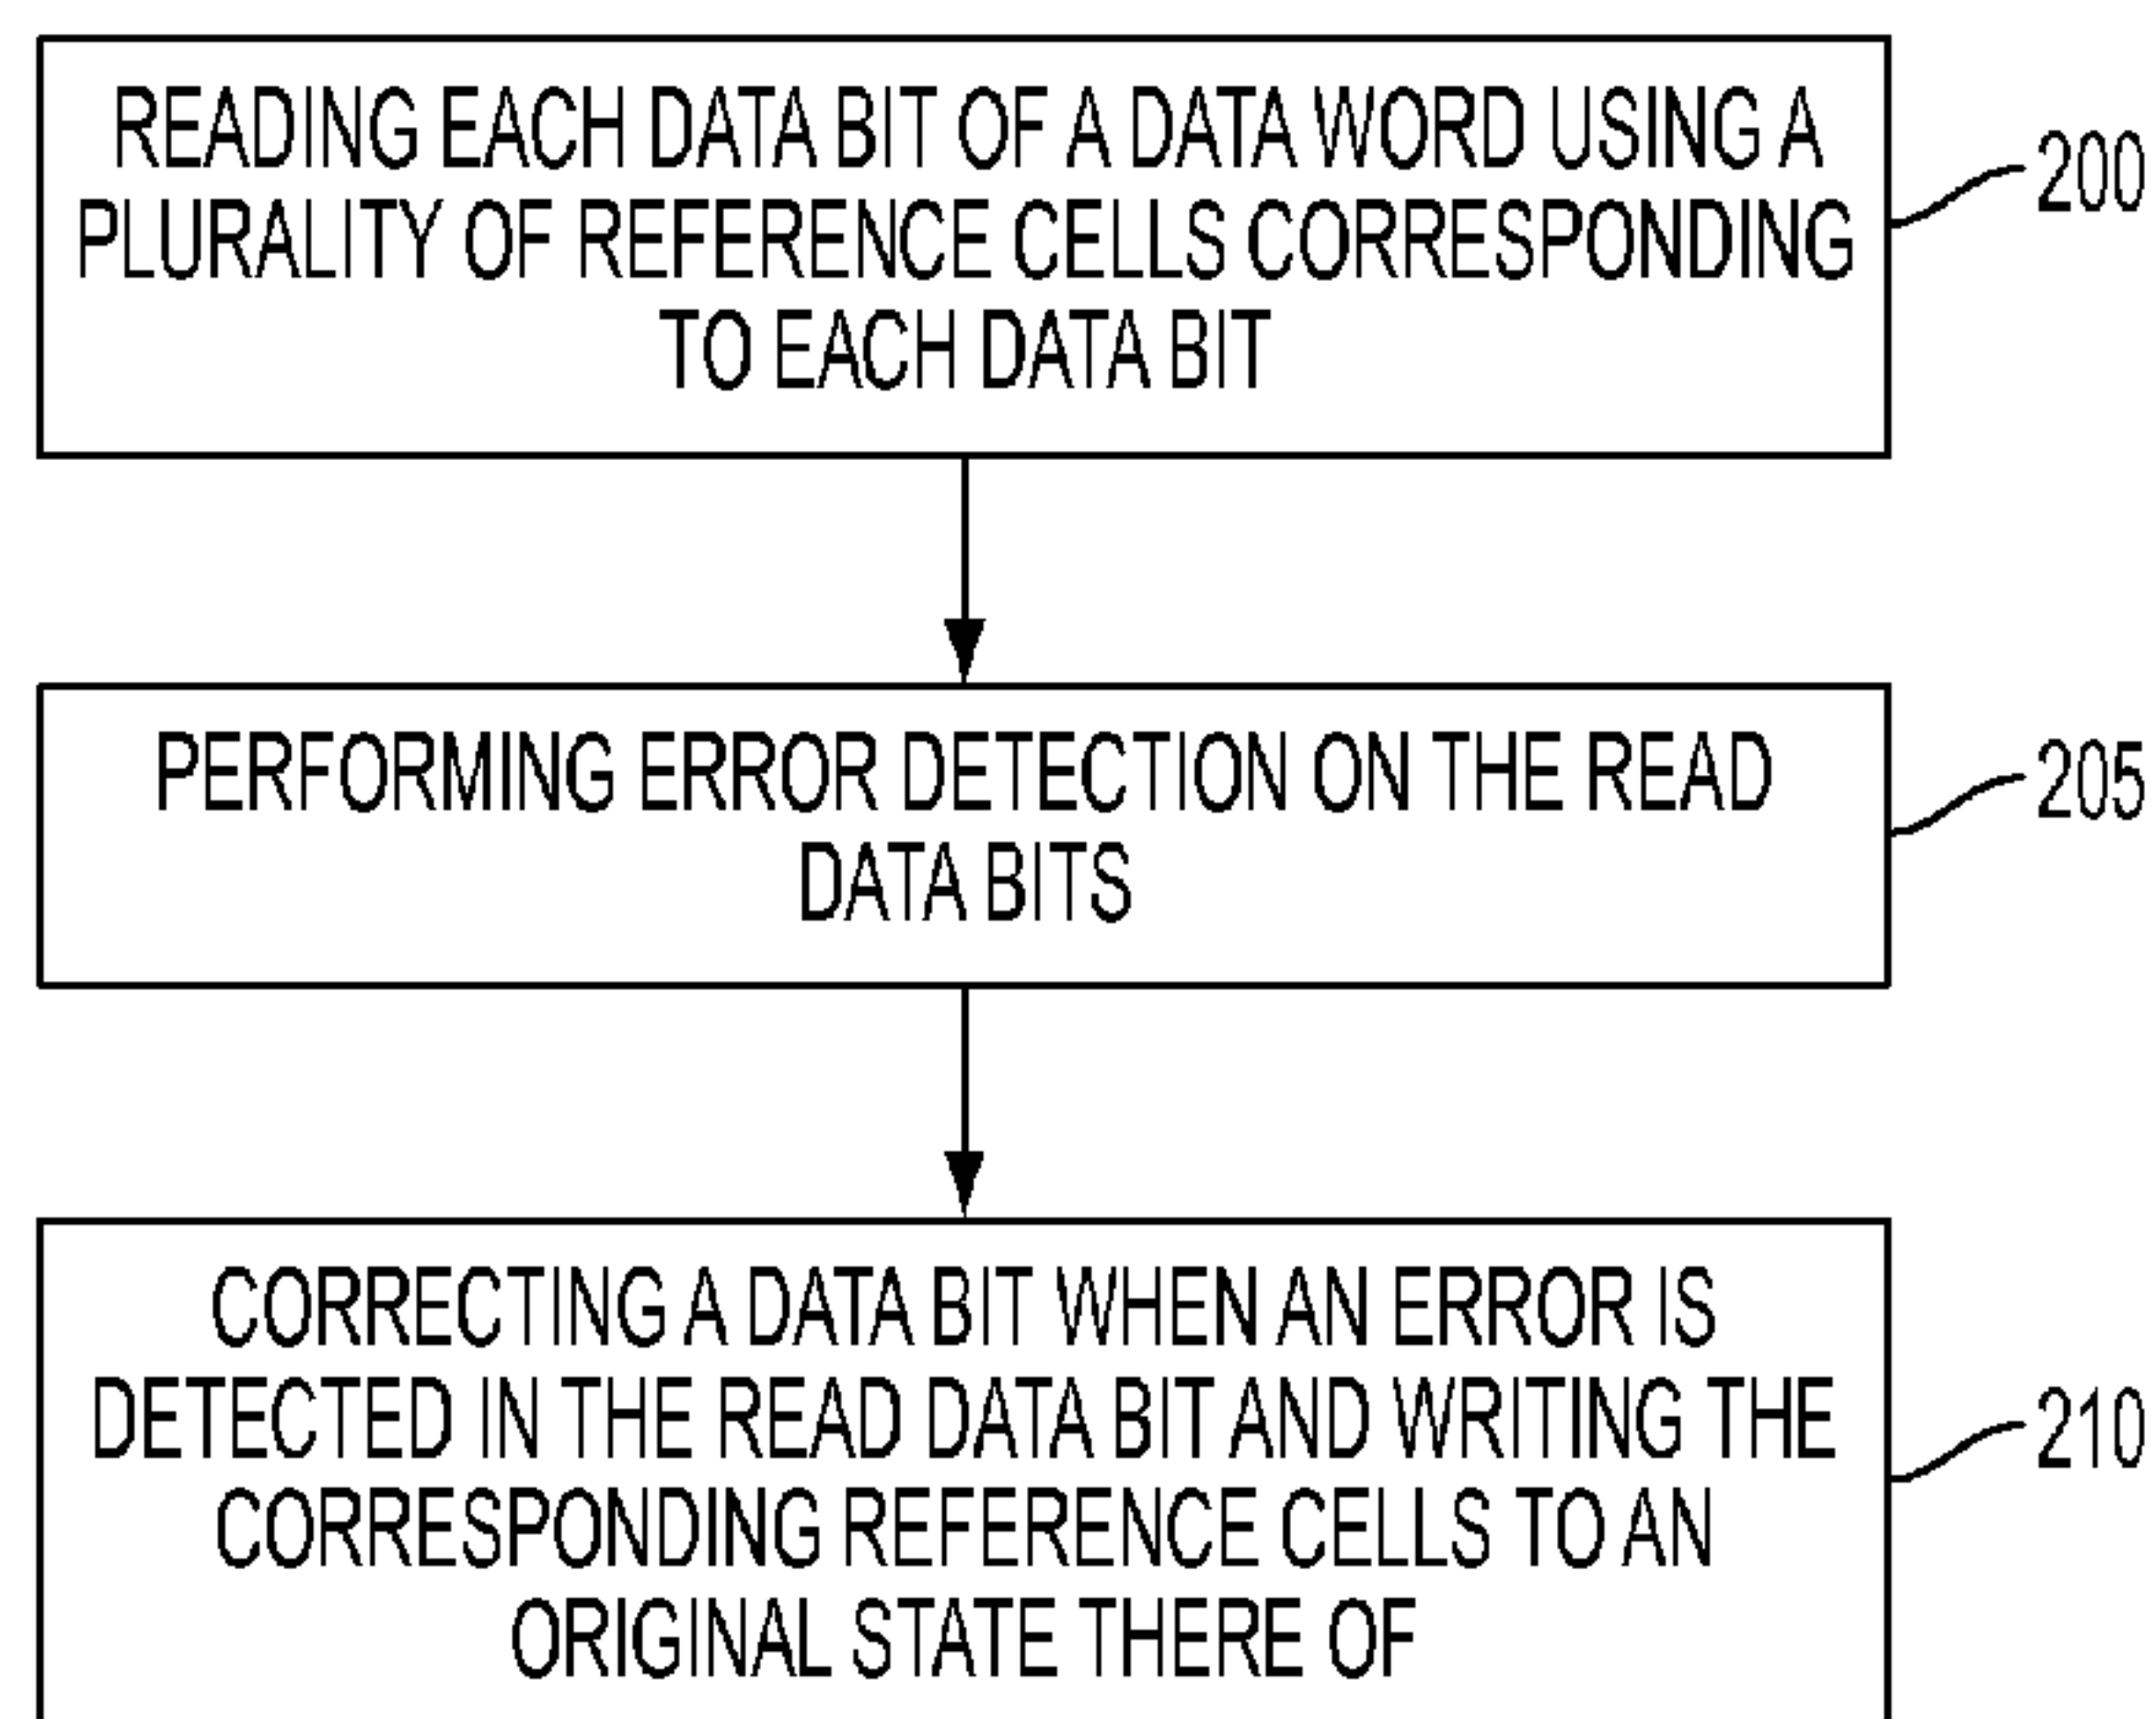 READING EACH DATA BIT OF A DATA WORD USING A
PLURALITY OF REFERENCE CELLS CORRESPONDING
TO EACH DATA BIT
200
PERFORMING ERROR DETECTION ON THE READ
DATA BITS
205
CORRECTING A DATA BIT WHEN AN ERROR IS
DETECTED IN THE READ DATA BIT AND WRITING THE
CORRESPONDING REFERENCE CELLS TO AN
ORIGINAL STATE THERE OF
210